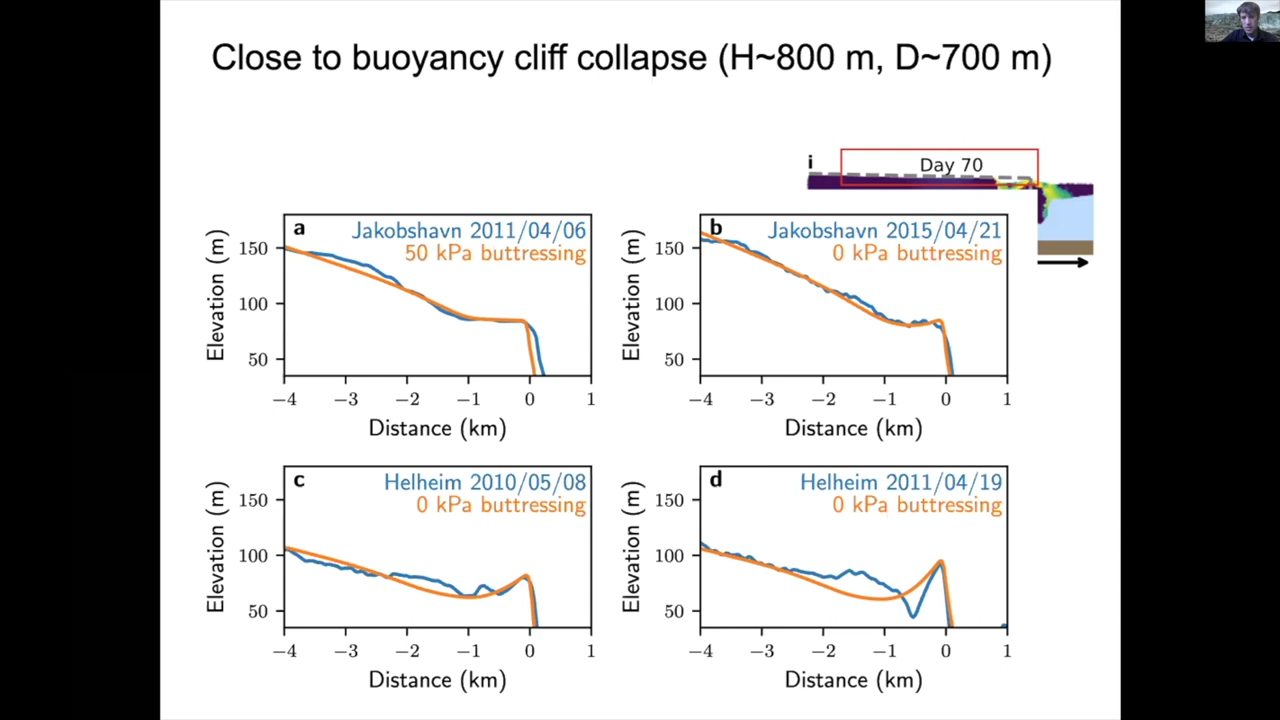 Close to buoyancy cliff collapse (H~800 m, D~700 m)
i
Day 70
a
Jakobshavn 2011/04/06
50 kPa buttressing
Elevation (m)
150
100
50
−4 −3 −2 −1 0 1
Distance (km)
b
Jakobshavn 2015/04/21
0 kPa buttressing
Elevation (m)
150
100
50
−4 −3 −2 −1 0 1
Distance (km)
c
Helheim 2010/05/08
0 kPa buttressing
Elevation (m)
150
100
50
−4 −3 −2 −1 0 1
Distance (km)
d
Helheim 2011/04/19
0 kPa buttressing
Elevation (m)
150
100
50
−4 −3 −2 −1 0 1
Distance (km)